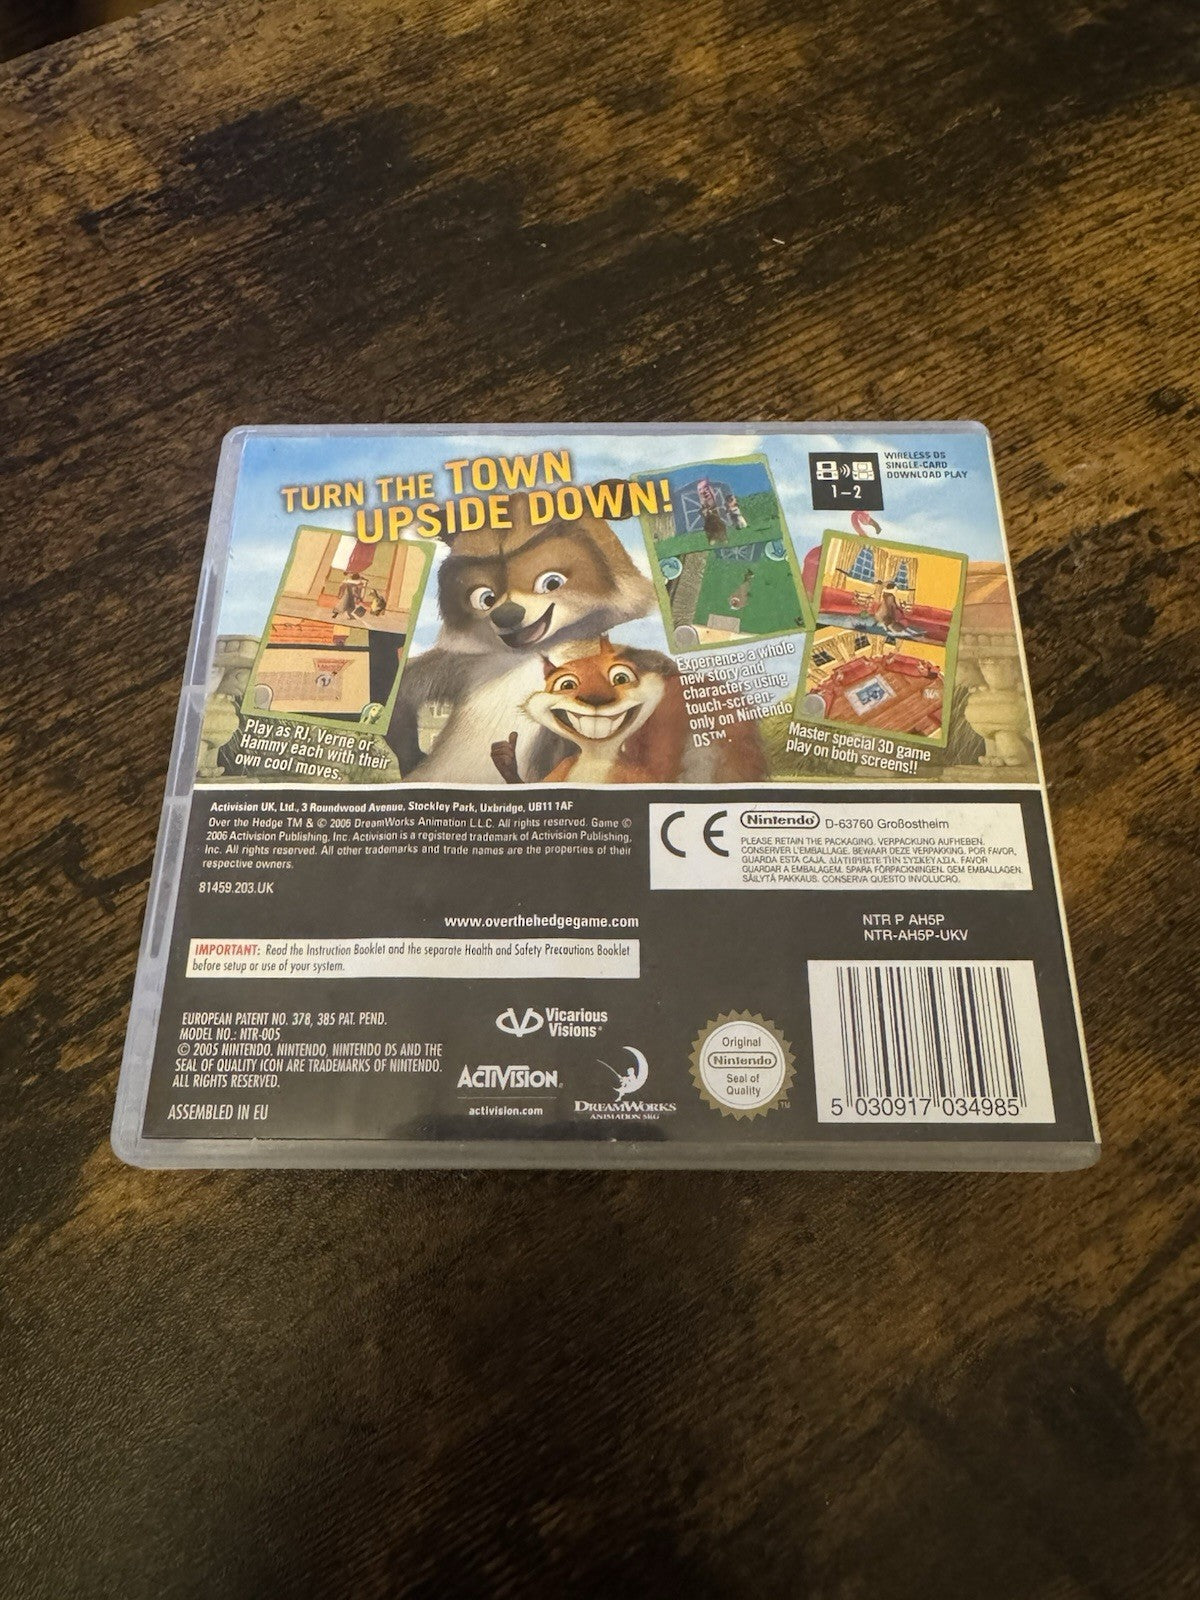 TURN THE TOWN
UPSIDE DOWN!
1-2
WIRELESS DS
SINGLE-CARD
DOWNLOAD PLAY
Play as RJ, Verne or
Hammy each with their
own cool moves.
Experience a whole
new story and
characters using
touch-screen-
only on Nintendo
DS™.
Master special 3D game
play on both screens!!
Activision UK, Ltd., 3 Roundwood Avenue, Stockley Park, Uxbridge, UB11 1AF
Over the Hedge TM & © 2006 DreamWorks Animation L.L.C. All rights reserved. Game ©
2006 Activision Publishing, Inc. Activision is a registered trademark of Activision Publishing,
Inc. All rights reserved. All other trademarks and trade names are the properties of their
respective owners.
81459.203.UK
CE
Nintendo D-63760 Großostheim
PLEASE RETAIN THE PACKAGING. VERPACKUNG AUFHEBEN.
CONSERVER L'EMBALLAGE. BEWAAR DEZE VERPAKKING. POR FAVOR,
GUARDA ESTA CAJA. ΔΙΑΤΗΡΗΣΤΕ ΤΗΝ ΣΥΣΚΕΥΑΣΙΑ. FAVOR
GUARDAR A EMBALAGEM. SPARA FÖRPACKNINGEN. GEM EMBALLAGEN.
SÄILYTÄ PAKKAUS. CONSERVA QUESTO INVOLUCRO.
www.overthehedgegame.com
NTR P AH5P
NTR-AH5P-UKV
IMPORTANT: Read the Instruction Booklet and the separate Health and Safety Precautions Booklet
before setup or use of your system.
EUROPEAN PATENT NO. 378, 385 PAT. PEND.
MODEL NO.: NTR-005
© 2005 NINTENDO. NINTENDO, NINTENDO DS AND THE
SEAL OF QUALITY ICON ARE TRADEMARKS OF NINTENDO.
ALL RIGHTS RESERVED.
ASSEMBLED IN EU
Vicarious
Visions®
ACTIVISION®
activision.com
DREAMWORKS
ANIMATION SKG
Original
Nintendo
Seal of
Quality
TM
5 030917 034985